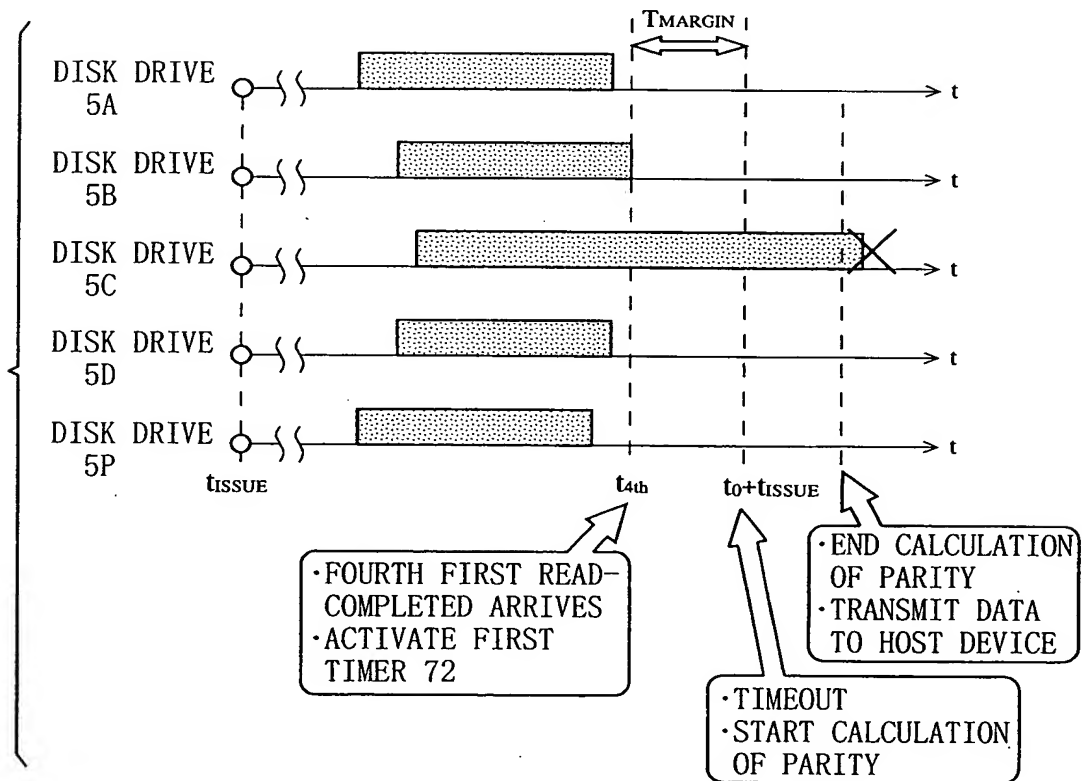 TMARGIN
DISK DRIVE
5A
t
DISK DRIVE
5B
t
DISK DRIVE
5C
t
DISK DRIVE
5D
t
DISK DRIVE
5P
t
tISSUE
t4th
t0+tISSUE
·FOURTH FIRST READ-
COMPLETED ARRIVES
·ACTIVATE FIRST
TIMER 72
·END CALCULATION
OF PARITY
·TRANSMIT DATA
TO HOST DEVICE
·TIMEOUT
·START CALCULATION
OF PARITY